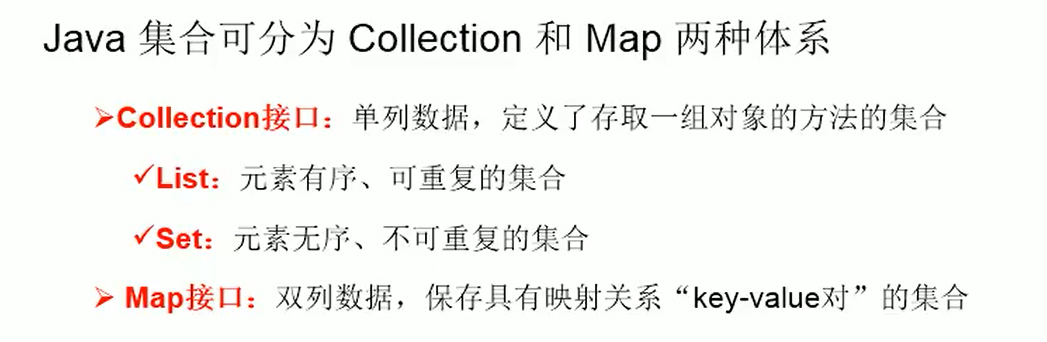 Java 集合可分为 Collection 和 Map 两种体系
➢Collection接口：单列数据，定义了存取一组对象的方法的集合
✓List：元素有序、可重复的集合
✓Set：元素无序、不可重复的集合
➢ Map接口：双列数据，保存具有映射关系“key-value对”的集合